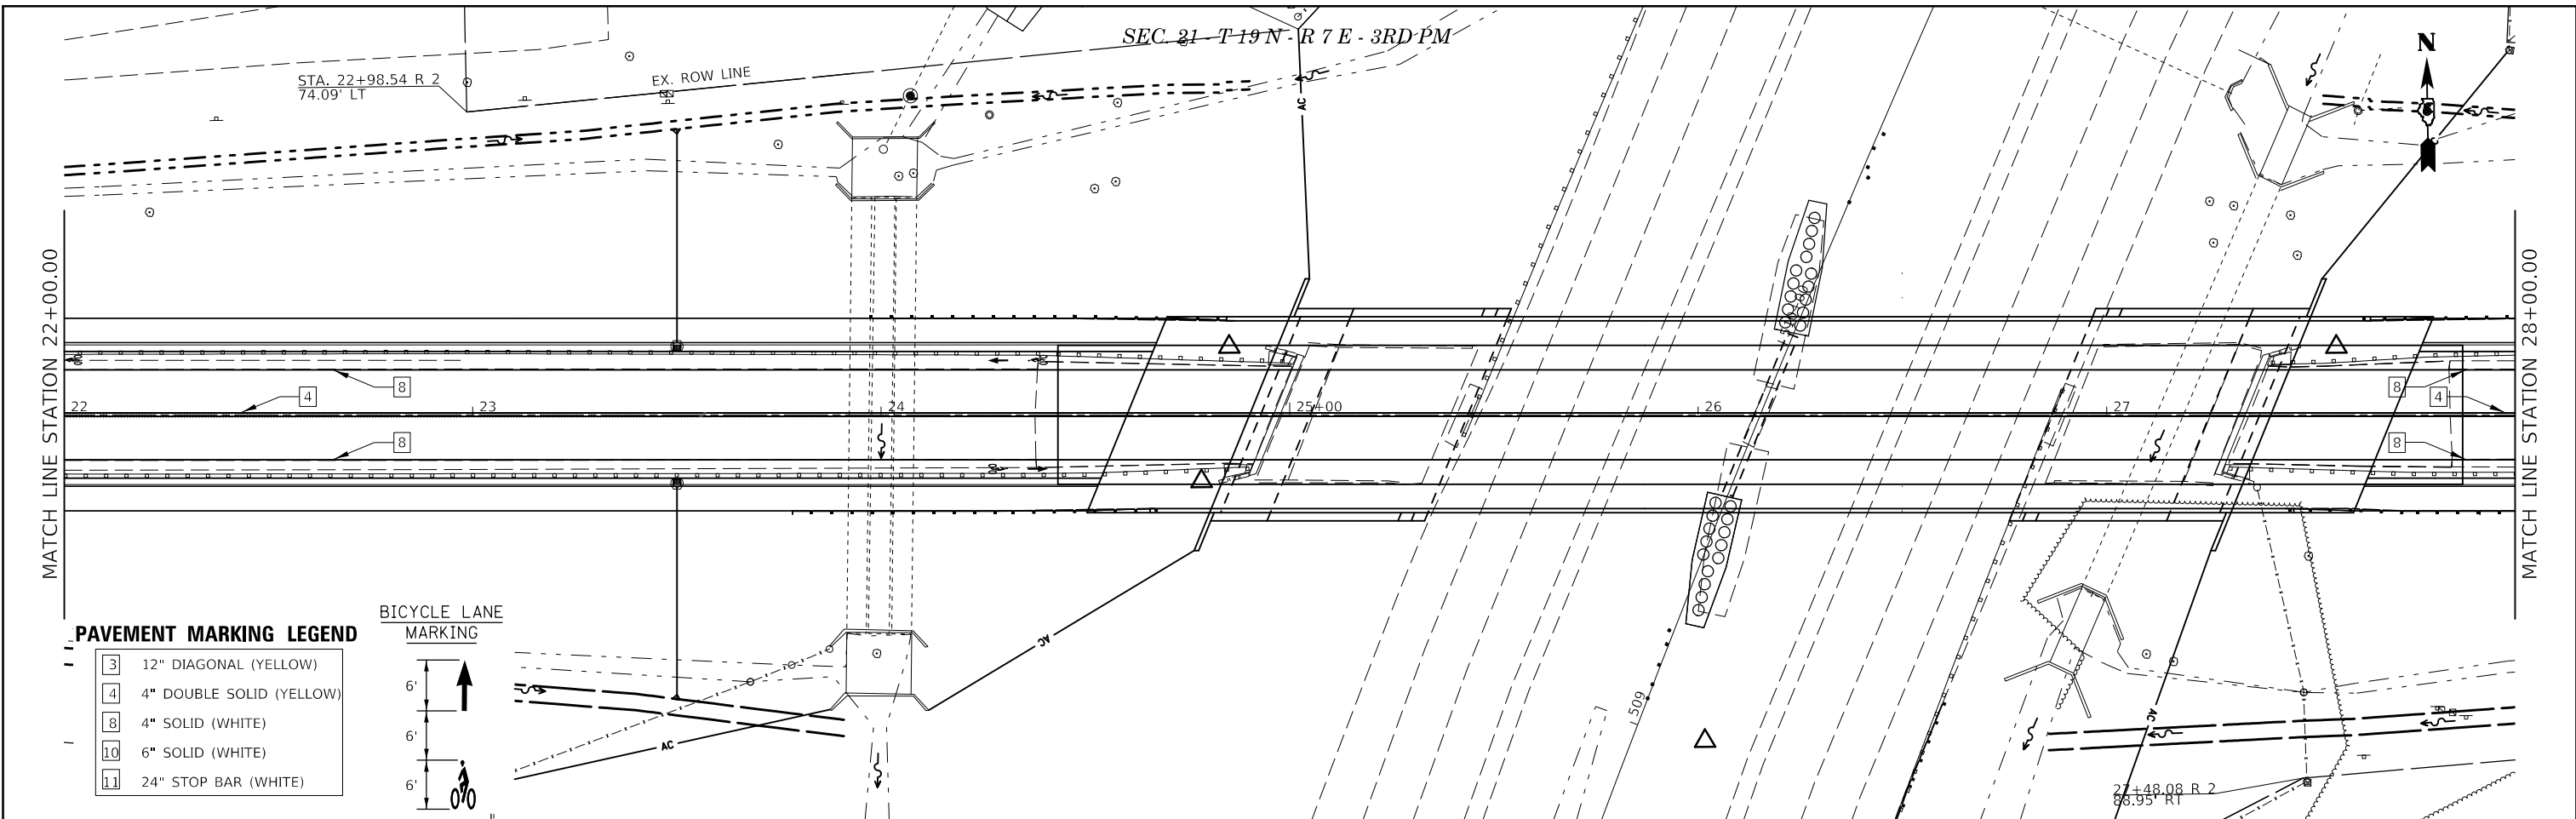 SEC. 21 - T 19 N - R 7 E - 3RD PM
N
STA. 22+98.54 R 2
74.09' LT
EX. ROW LINE
AC
MATCH LINE STATION 22+00.00
MATCH LINE STATION 28+00.00
8
4
22
23
24
25+00
26
27
8
4
8
8
AC
AC
AC
509
27+48.08 R 2
88.95' RT
PAVEMENT MARKING LEGEND
3 12" DIAGONAL (YELLOW)
4 4" DOUBLE SOLID (YELLOW)
8 4" SOLID (WHITE)
10 6" SOLID (WHITE)
11 24" STOP BAR (WHITE)
BICYCLE LANE
MARKING
6'
6'
6'